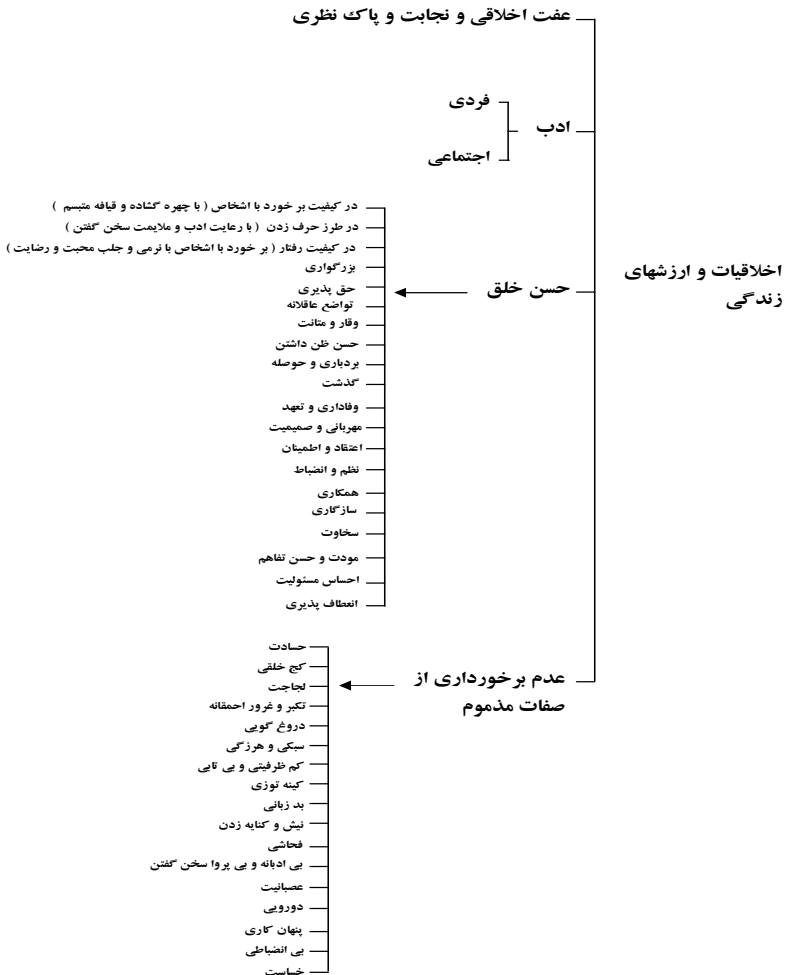 اخلاقیات و ارزشهای
زندگی
عفت اخلاقی و نجابت و پاک نظری
ادب
فردی
اجتماعی
حسن خلق
در کیفیت بر خورد با اشخاص ( با چهره گشاده و قیافه متبسم )
در طرز حرف زدن ( با رعایت ادب و ملایمت سخن گفتن )
در کیفیت رفتار ( بر خورد با اشخاص با نرمی و جلب محبت و رضایت )
بزرگواری
حق پذیری
تواضع عاقلانه
وقار و متانت
حسن ظن داشتن
بردباری و حوصله
گذشت
وفاداری و تعهد
مهربانی و صمیمیت
اعتقاد و اطمینان
نظم و انضباط
همکاری
سازگاری
سخاوت
مودت و حسن تفاهم
احساس مسئولیت
انعطاف پذیری
عدم برخورداری از
صفات مذموم
حسادت
کج خلقی
لجاجت
تکبر و غرور احمقانه
دروغ گویی
سبکی و هرزگی
کم ظرفیتی و بی تابی
کینه توزی
بد زبانی
نیش و کنایه زدن
فحاشی
بی ادبانه و بی پروا سخن گفتن
عصبانیت
دورویی
پنهان کاری
بی انضباطی
خساست